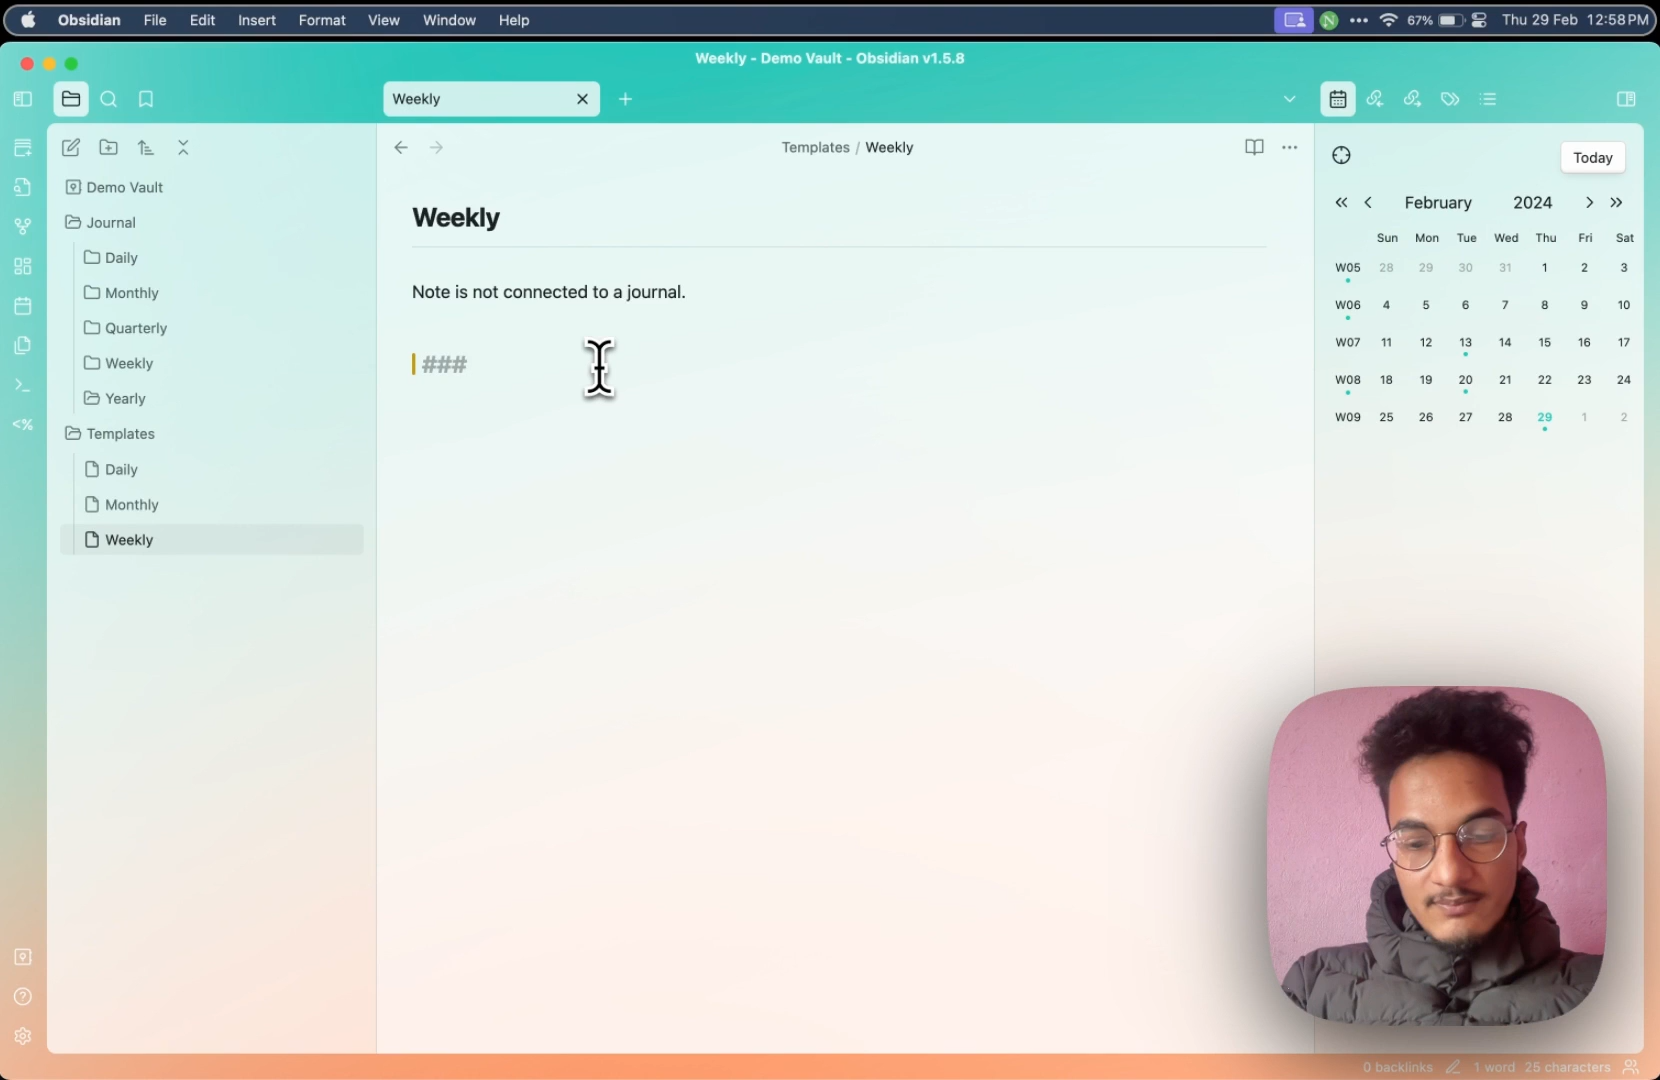 Obsidian File Edit Insert Format View Window Help 67% Thu 29 Feb 12:58 PM
Weekly - Demo Vault - Obsidian v1.5.8
Weekly
Templates / Weekly
Today
Demo Vault
Journal
Daily
Monthly
Quarterly
Weekly
Yearly
Templates
Daily
Monthly
Weekly
<%
Weekly
Note is not connected to a journal.
###
February 2024
Sun Mon Tue Wed Thu Fri Sat
W05 28 29 30 31 1 2 3
W06 4 5 6 7 8 9 10
W07 11 12 13 14 15 16 17
W08 18 19 20 21 22 23 24
W09 25 26 27 28 29 1 2
0 backlinks 1 word 25 characters